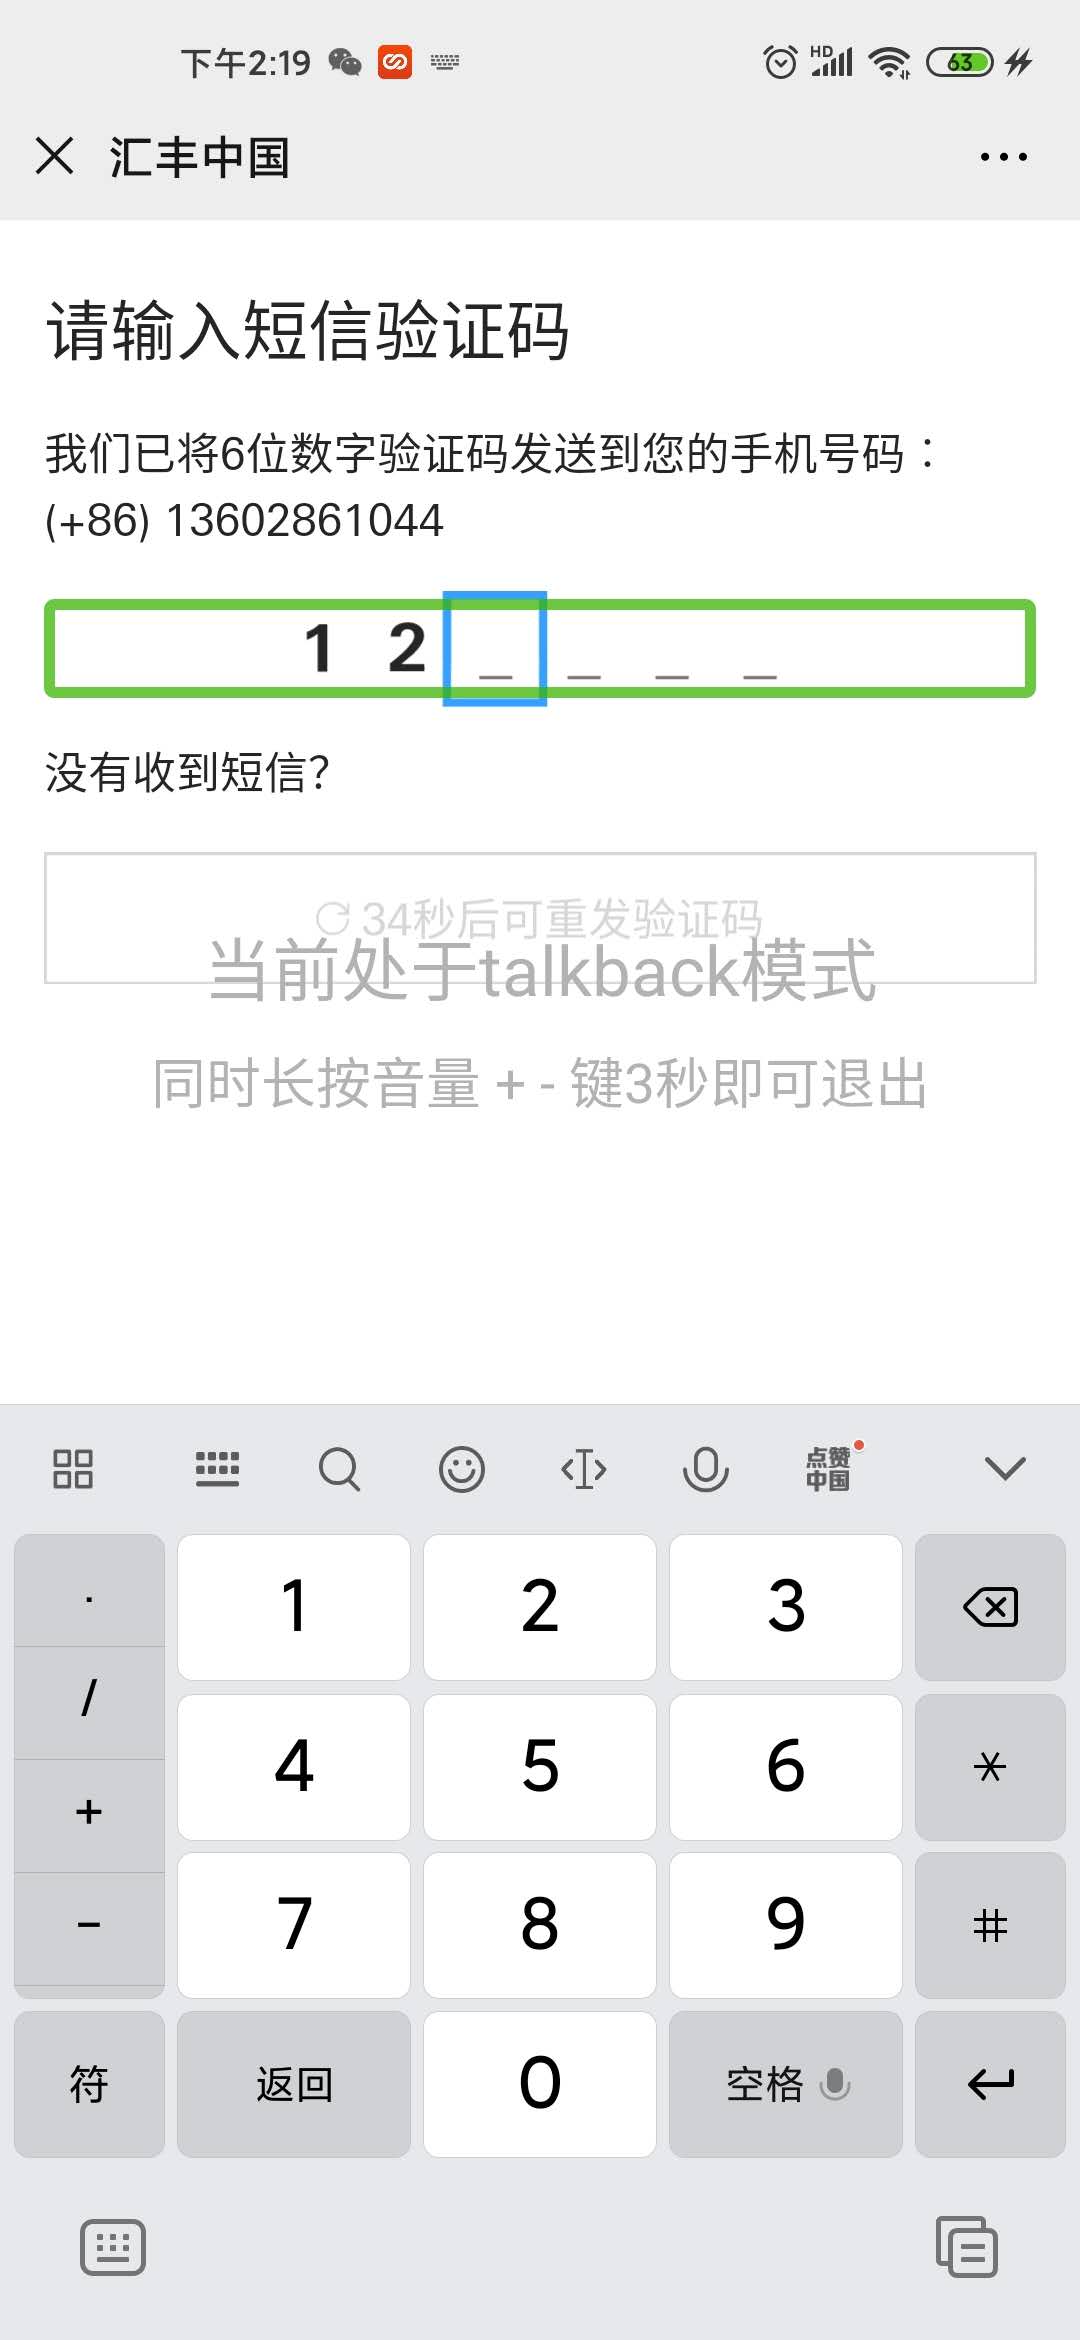 下午2:19
HD
63
汇丰中国
请输入短信验证码
我们已将6位数字验证码发送到您的手机号码：
(+86) 13602861044
1 2 _ _ _ _
没有收到短信?
34秒后可重发验证码
当前处于talkback模式
同时长按音量 + - 键3秒即可退出
点赞
中国
.
1
2
3
/
4
5
6
*
+
7
8
9
#
-
符
返回
0
空格